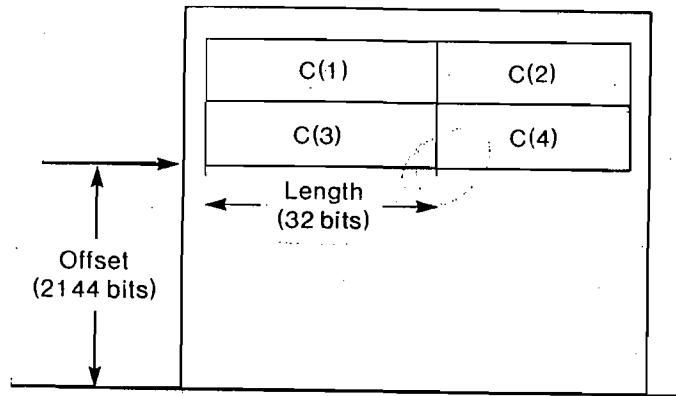 C(1) C(2)
C(3) C(4)
Length
(32 bits)
Offset
(2144 bits)